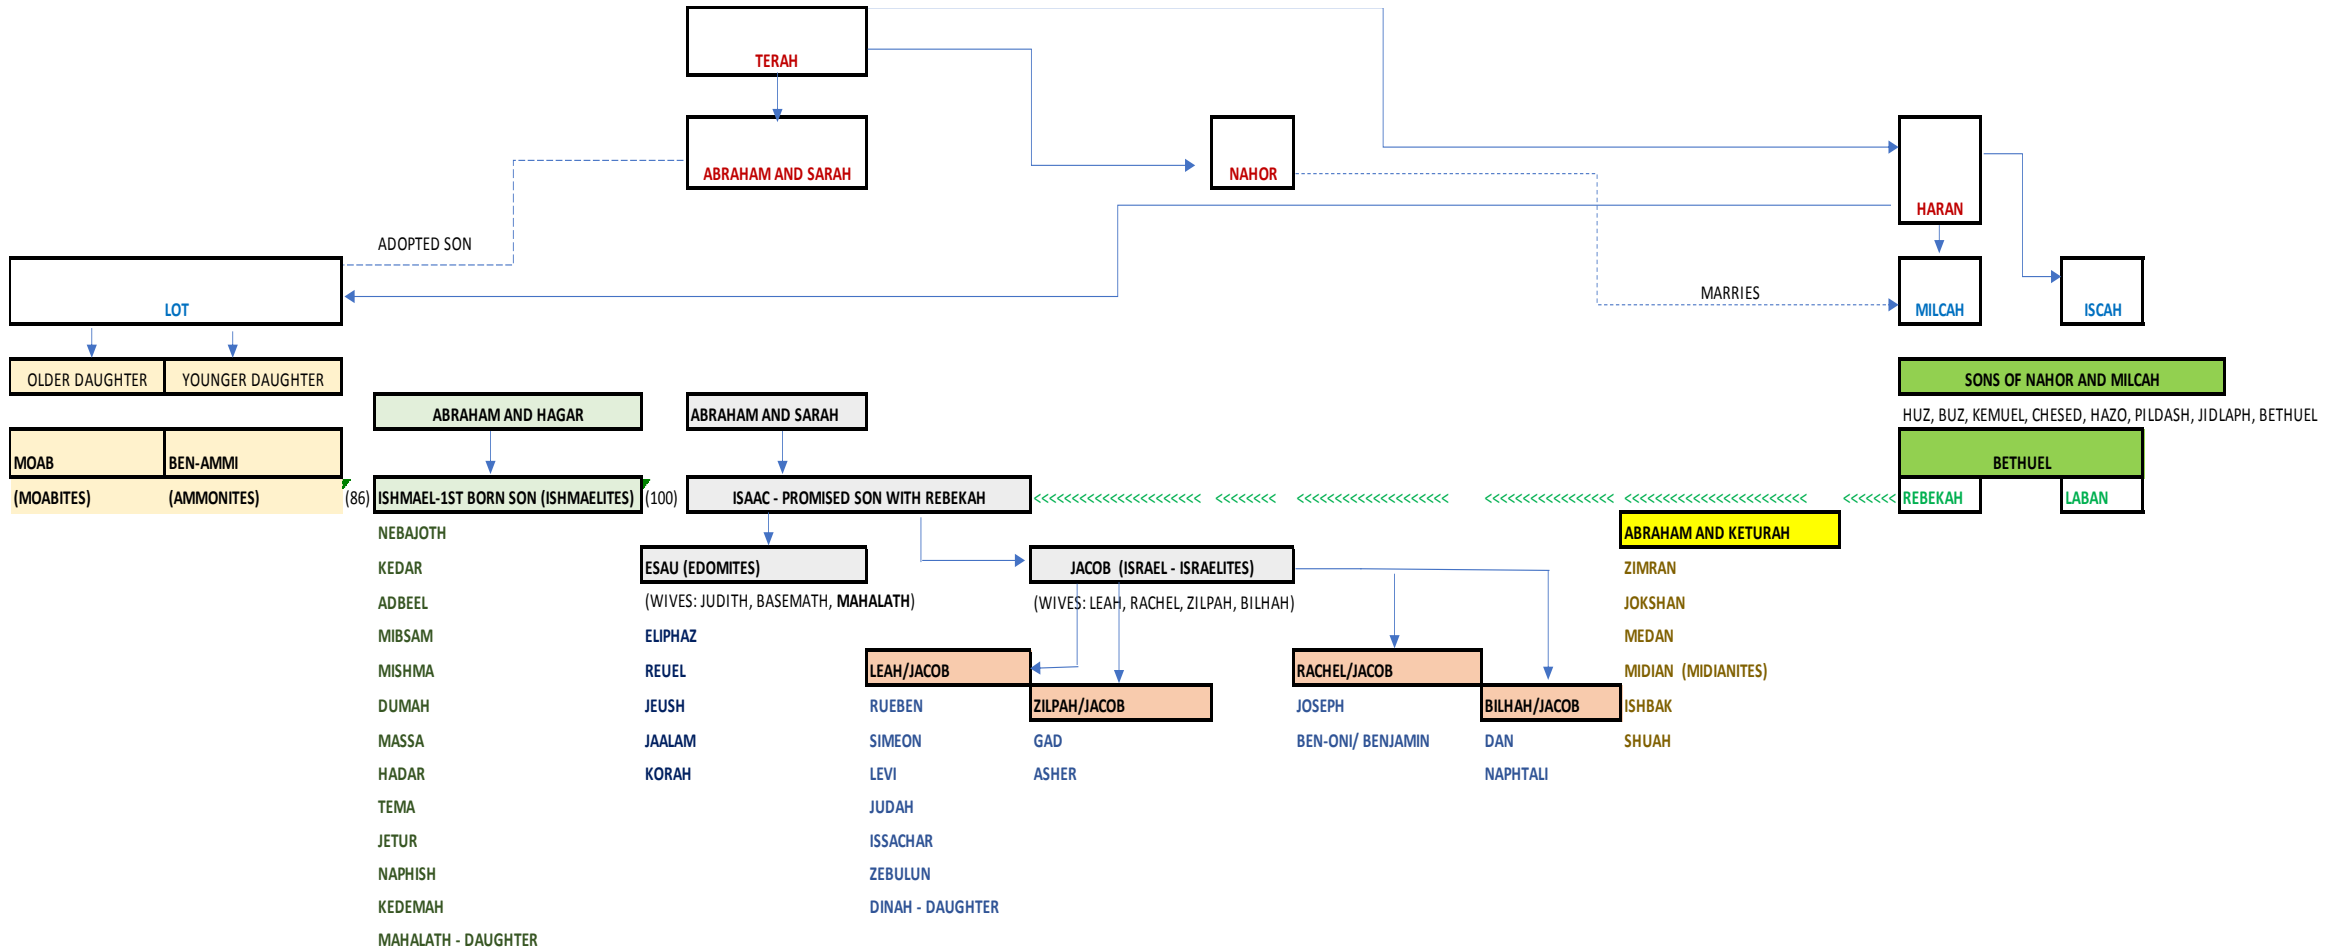 TERAH
ABRAHAM AND SARAH
NAHOR
HARAN
ADOPTED SON
LOT
MARRIES
MILCAH
ISCAH
OLDER DAUGHTER YOUNGER DAUGHTER
SONS OF NAHOR AND MILCAH
ABRAHAM AND HAGAR
ABRAHAM AND SARAH
HUZ, BUZ, KEMUEL, CHESED, HAZO, PILDASH, JIDLAPH, BETHUEL
MOAB BEN-AMMI
BETHUEL
(MOABITES) (AMMONITES)
(86)
ISHMAEL-1ST BORN SON (ISHMAELITES)
(100)
ISAAC - PROMISED SON WITH REBEKAH
<<<<<<<<<<<<<<<<<<<<<< <<<<<<<< <<<<<<<<<<<<<<<<<<<< <<<<<<<<<<<<<<<<< <<<<<<<<<<<<<<<<<<<<<<<< <<<<<<<
REBEKAH
LABAN
NEBAJOTH
KEDAR
ADBEEL
MIBSAM
MISHMA
DUMAH
MASSA
HADAR
TEMA
JETUR
NAPHISH
KEDEMAH
MAHALATH - DAUGHTER
ESAU (EDOMITES)
(WIVES: JUDITH, BASEMATH, MAHALATH)
ELIPHAZ
REUEL
JEUSH
JAALAM
KORAH
JACOB (ISRAEL - ISRAELITES)
(WIVES: LEAH, RACHEL, ZILPAH, BILHAH)
LEAH/JACOB
RUEBEN
SIMEON
LEVI
JUDAH
ISSACHAR
ZEBULUN
DINAH - DAUGHTER
ZILPAH/JACOB
GAD
ASHER
RACHEL/JACOB
JOSEPH
BEN-ONI/ BENJAMIN
BILHAH/JACOB
DAN
NAPHTALI
ABRAHAM AND KETURAH
ZIMRAN
JOKSHAN
MEDAN
MIDIAN (MIDIANITES)
ISHBAK
SHUAH